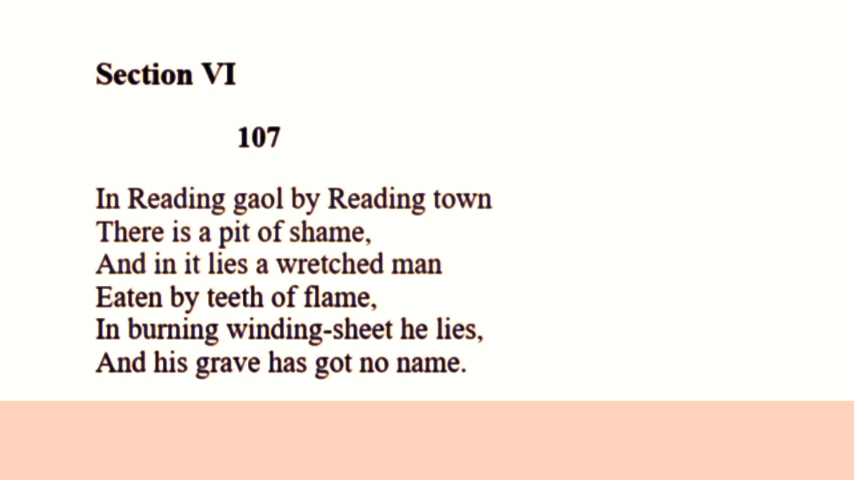 Section VI
107
In Reading gaol by Reading town
There is a pit of shame,
And in it lies a wretched man
Eaten by teeth of flame,
In burning winding-sheet he lies,
And his grave has got no name.